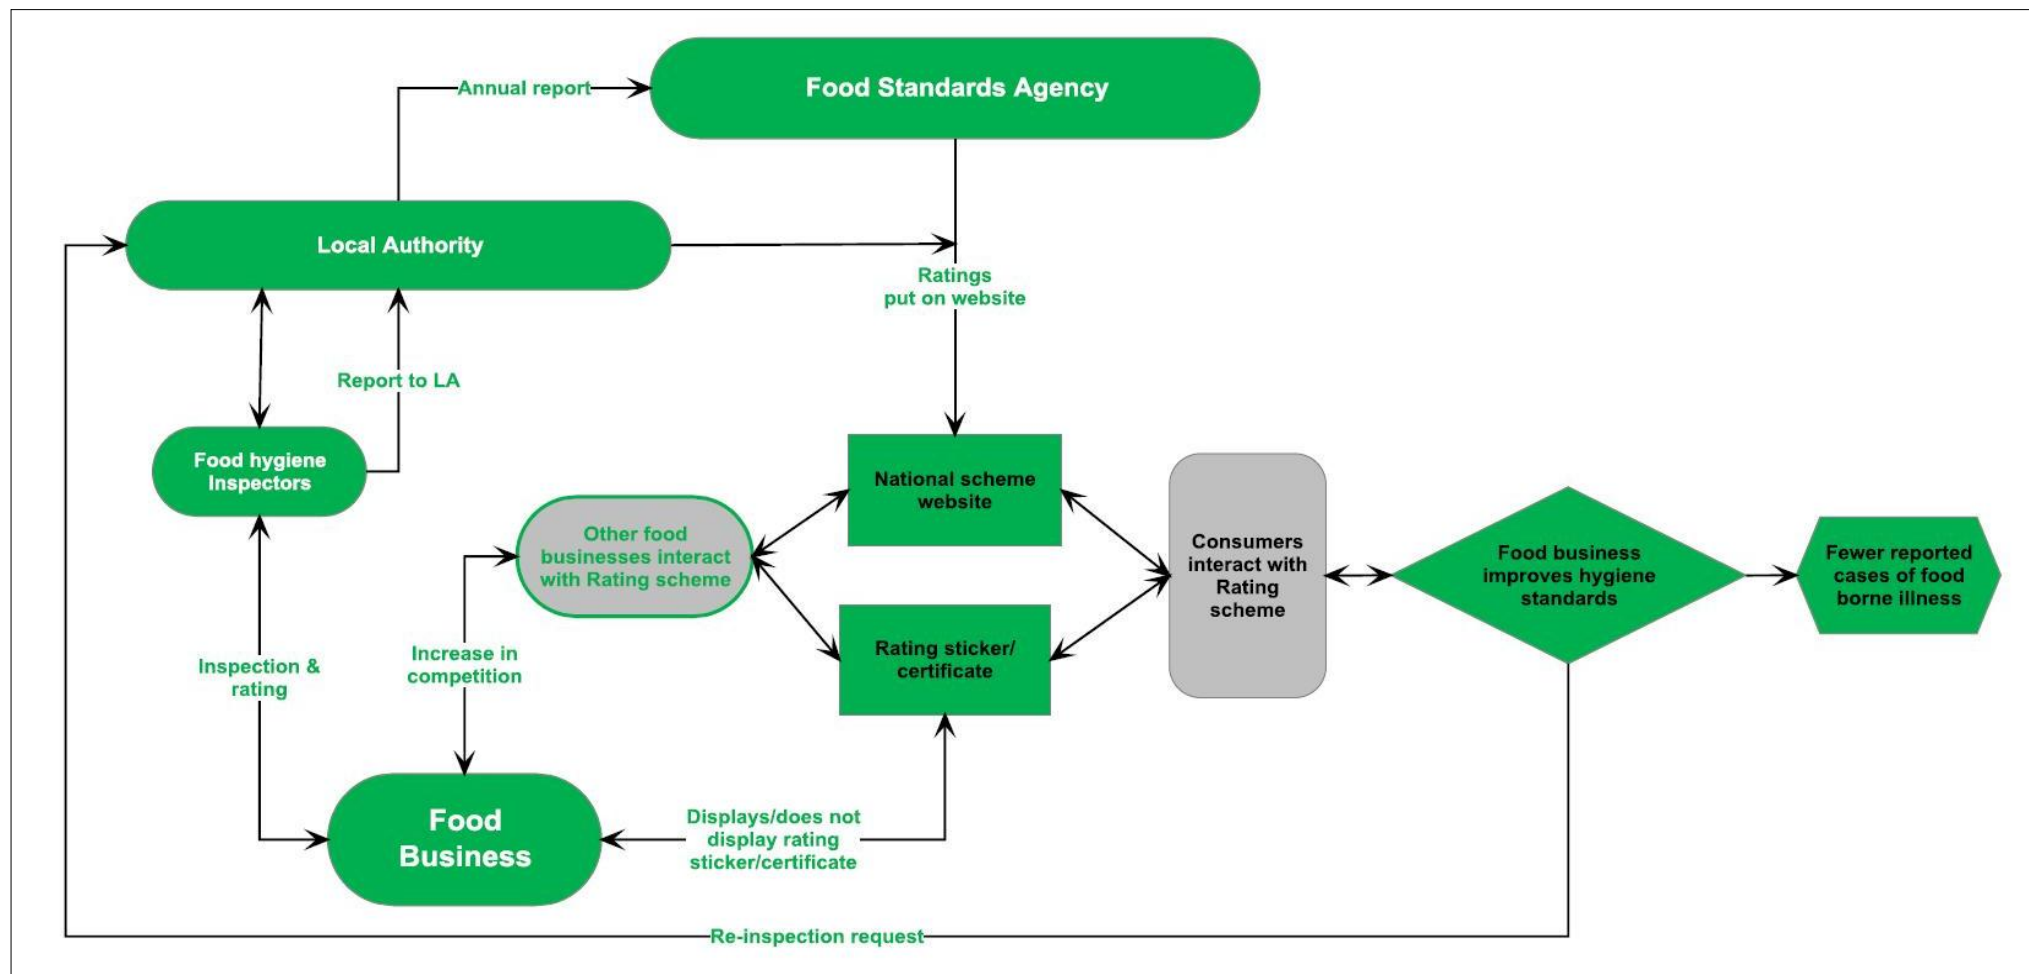 Annual report
Food Standards Agency
Local Authority
Ratings
put on website
Report to LA
Food hygiene
Inspectors
National scheme
website
Other food
businesses interact
with Rating scheme
Consumers
interact with
Rating
scheme
Food business
improves hygiene
standards
Fewer reported
cases of food
borne illness
Inspection &
rating
Increase in
competition
Rating sticker/
certificate
Food
Business
Displays/does not
display rating
sticker/certificate
Re-inspection request